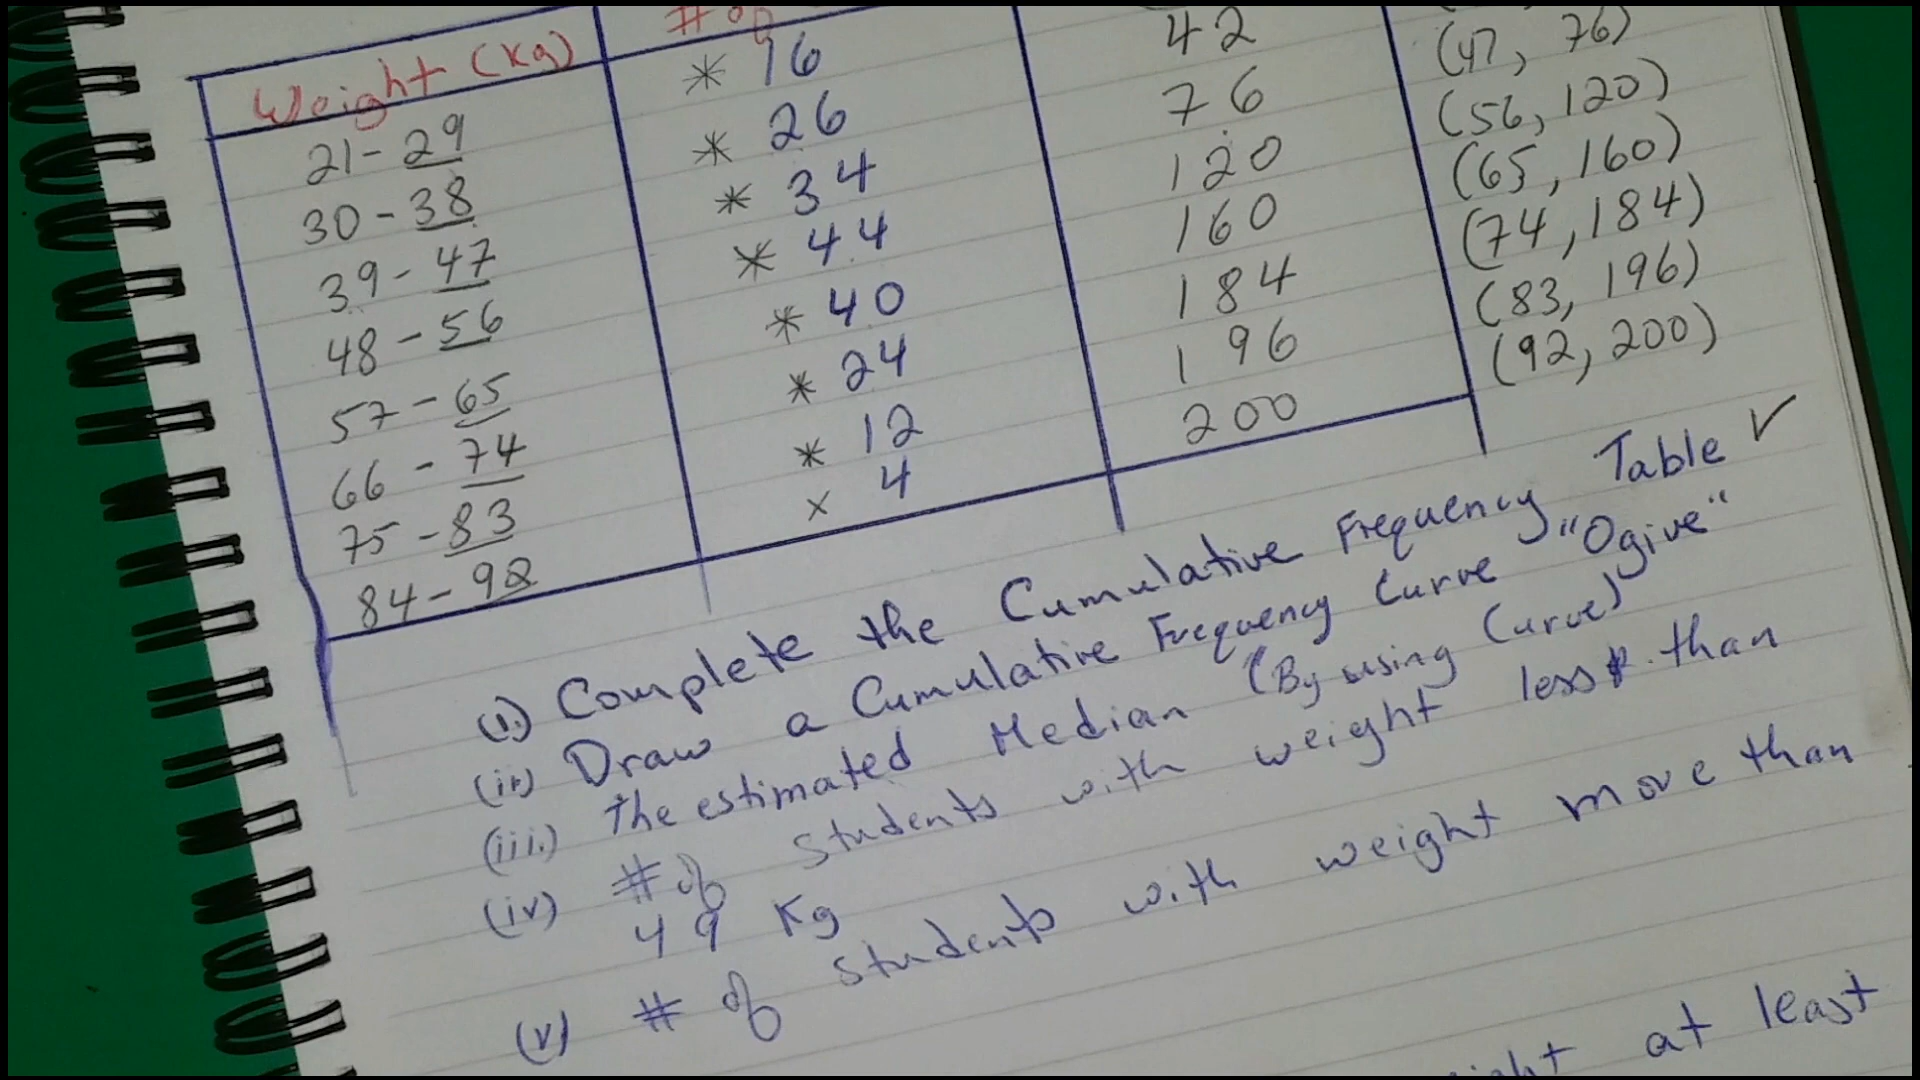 Weight (Kg) # of
21-29 * 16 42 (47, 76)
30-38 * 26 76 (56, 120)
39-47 * 34 120 (65, 160)
48-56 * 44 160 (74, 184)
57-65 * 40 184 (83, 196)
66-74 * 24 196 (92, 200)
75-83 * 12 200
84-92 × 4
(i.) Complete the Cumulative Frequency Table ✓
(ii) Draw a Cumulative Frequency Curve "Ogive"
(iii.) The estimated Median (By using Curve)
(iv) # of students with weight less than
49 Kg
(v) # of students with weight more than
at least